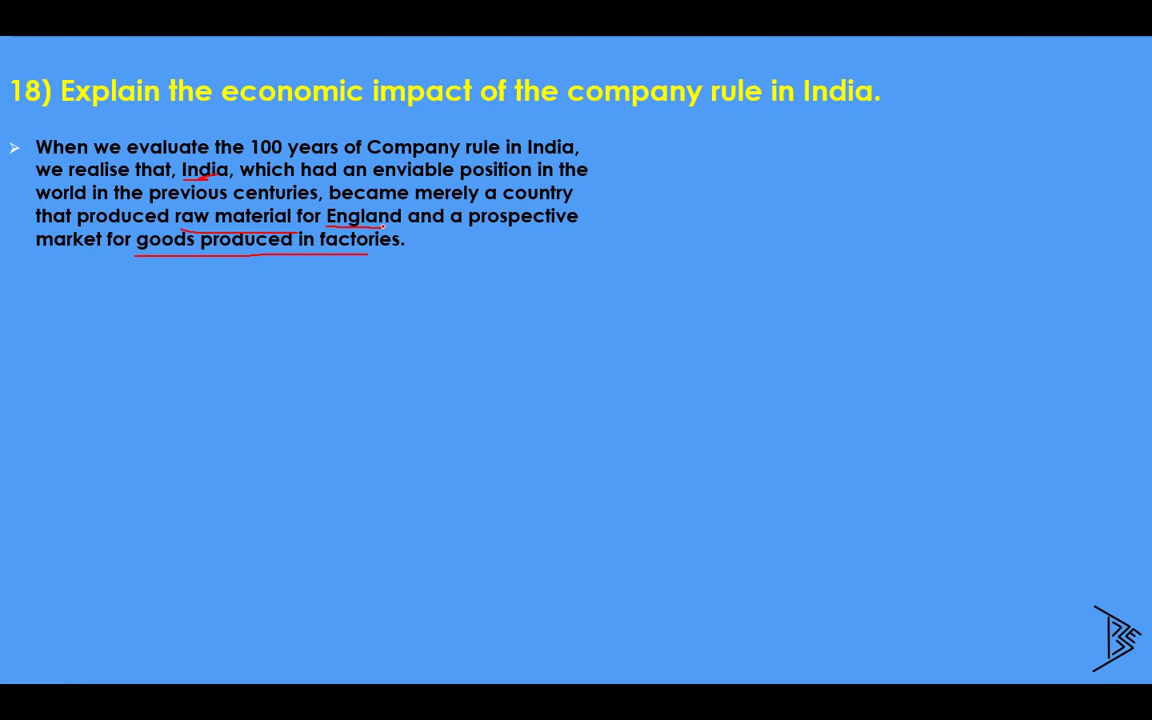 18) Explain the economic impact of the company rule in India.
When we evaluate the 100 years of Company rule in India,
we realise that, India, which had an enviable position in the
world in the previous centuries, became merely a country
that produced raw material for England and a prospective
market for goods produced in factories.